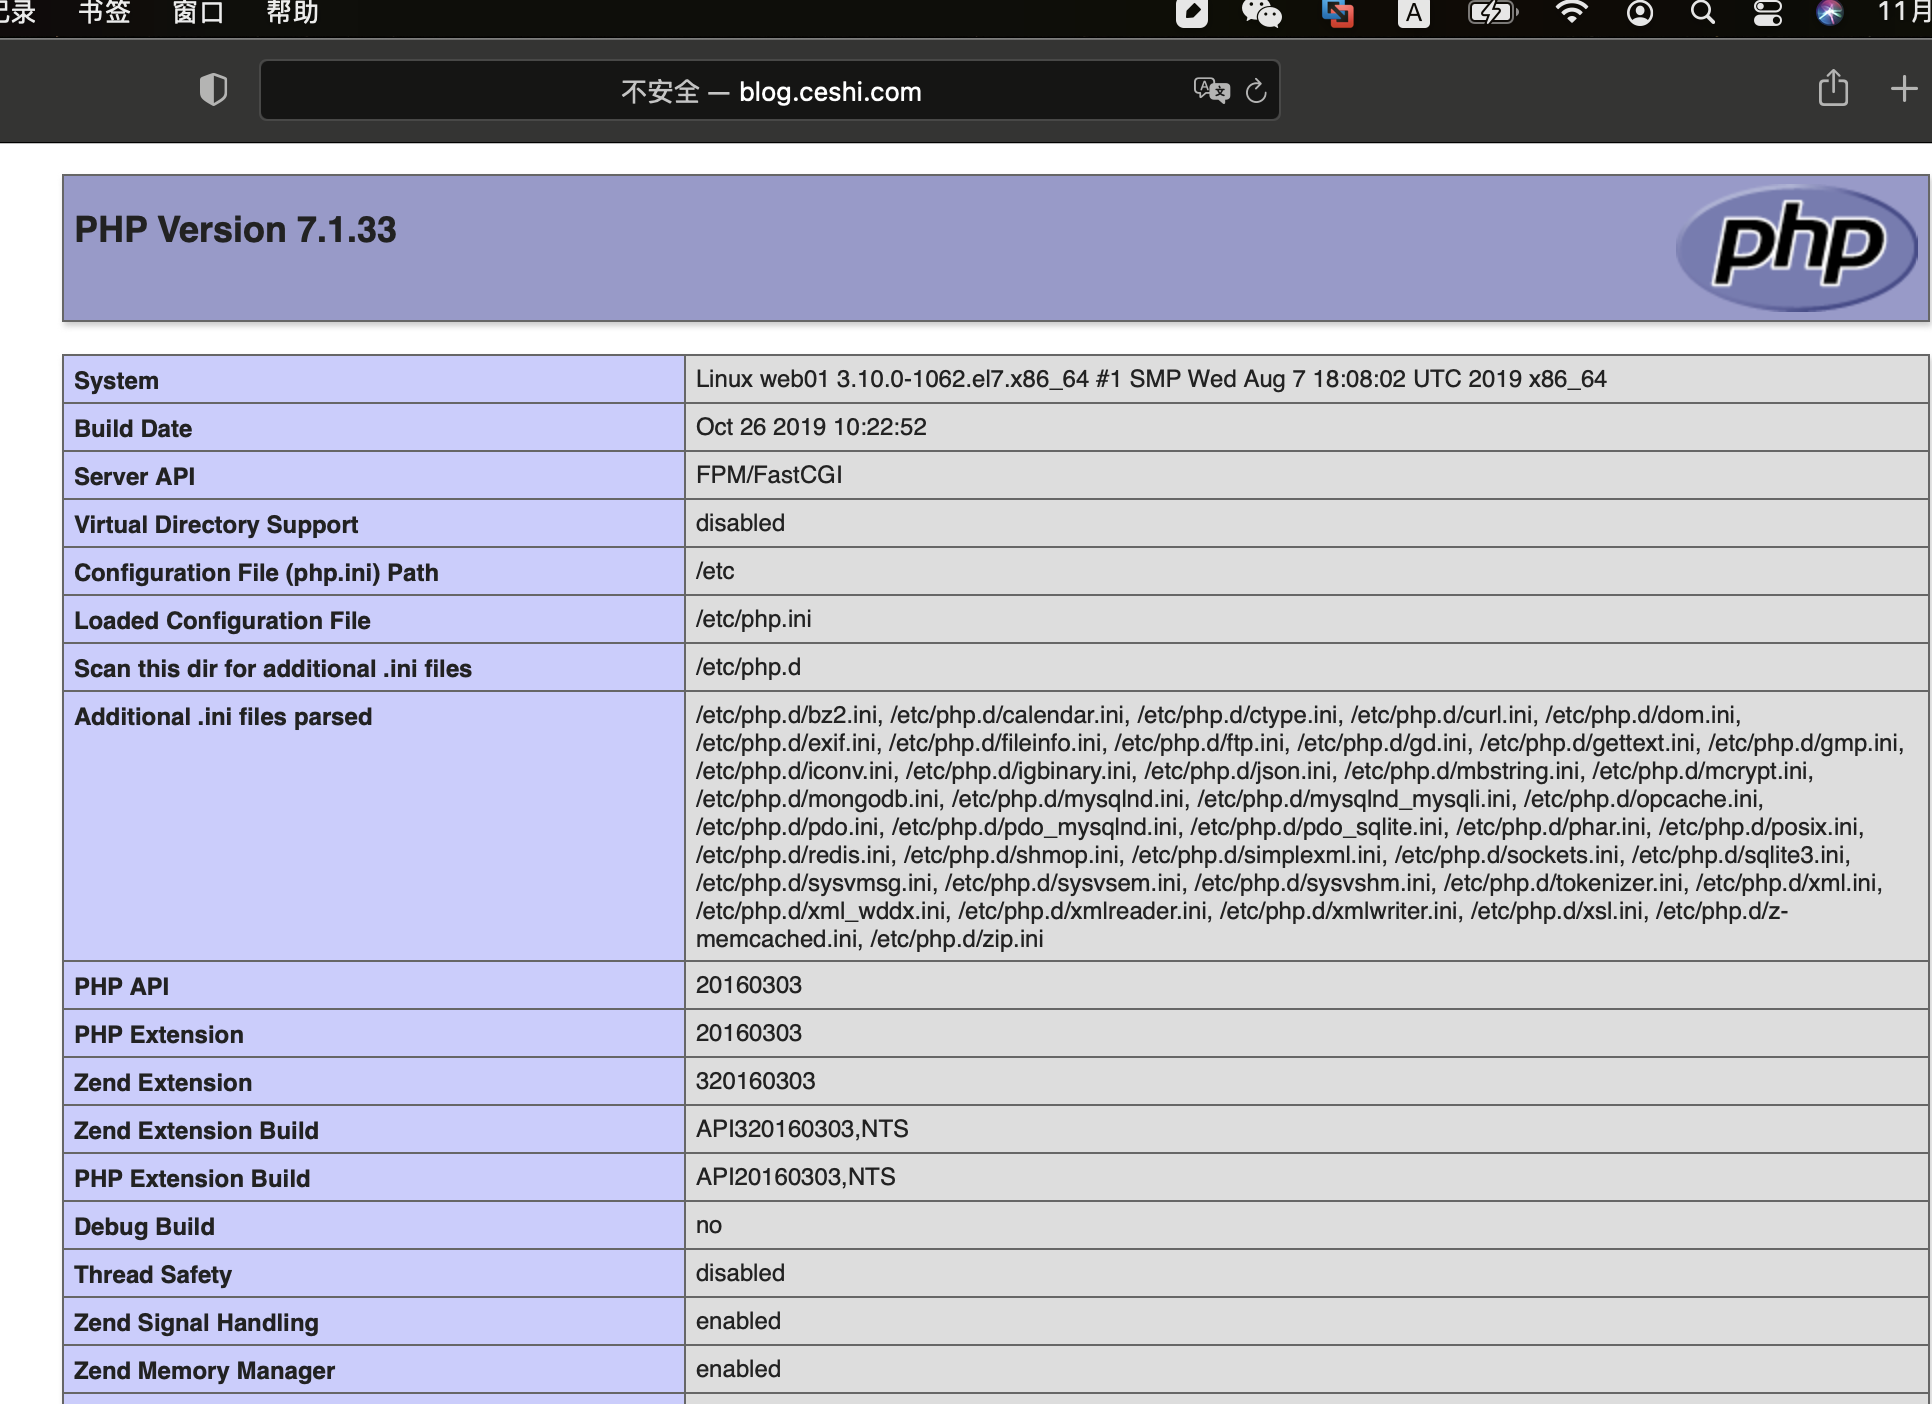 记录 书签 窗口 帮助 A 11月
不安全 — blog.ceshi.com
PHP Version 7.1.33
php
System Linux web01 3.10.0-1062.el7.x86_64 #1 SMP Wed Aug 7 18:08:02 UTC 2019 x86_64
Build Date Oct 26 2019 10:22:52
Server API FPM/FastCGI
Virtual Directory Support disabled
Configuration File (php.ini) Path /etc
Loaded Configuration File /etc/php.ini
Scan this dir for additional .ini files /etc/php.d
Additional .ini files parsed /etc/php.d/bz2.ini, /etc/php.d/calendar.ini, /etc/php.d/ctype.ini, /etc/php.d/curl.ini, /etc/php.d/dom.ini,
/etc/php.d/exif.ini, /etc/php.d/fileinfo.ini, /etc/php.d/ftp.ini, /etc/php.d/gd.ini, /etc/php.d/gettext.ini, /etc/php.d/gmp.ini,
/etc/php.d/iconv.ini, /etc/php.d/igbinary.ini, /etc/php.d/json.ini, /etc/php.d/mbstring.ini, /etc/php.d/mcrypt.ini,
/etc/php.d/mongodb.ini, /etc/php.d/mysqlnd.ini, /etc/php.d/mysqlnd_mysqli.ini, /etc/php.d/opcache.ini,
/etc/php.d/pdo.ini, /etc/php.d/pdo_mysqlnd.ini, /etc/php.d/pdo_sqlite.ini, /etc/php.d/phar.ini, /etc/php.d/posix.ini,
/etc/php.d/redis.ini, /etc/php.d/shmop.ini, /etc/php.d/simplexml.ini, /etc/php.d/sockets.ini, /etc/php.d/sqlite3.ini,
/etc/php.d/sysvmsg.ini, /etc/php.d/sysvsem.ini, /etc/php.d/sysvshm.ini, /etc/php.d/tokenizer.ini, /etc/php.d/xml.ini,
/etc/php.d/xml_wddx.ini, /etc/php.d/xmlreader.ini, /etc/php.d/xmlwriter.ini, /etc/php.d/xsl.ini, /etc/php.d/z-
memcached.ini, /etc/php.d/zip.ini
PHP API 20160303
PHP Extension 20160303
Zend Extension 320160303
Zend Extension Build API320160303,NTS
PHP Extension Build API20160303,NTS
Debug Build no
Thread Safety disabled
Zend Signal Handling enabled
Zend Memory Manager enabled